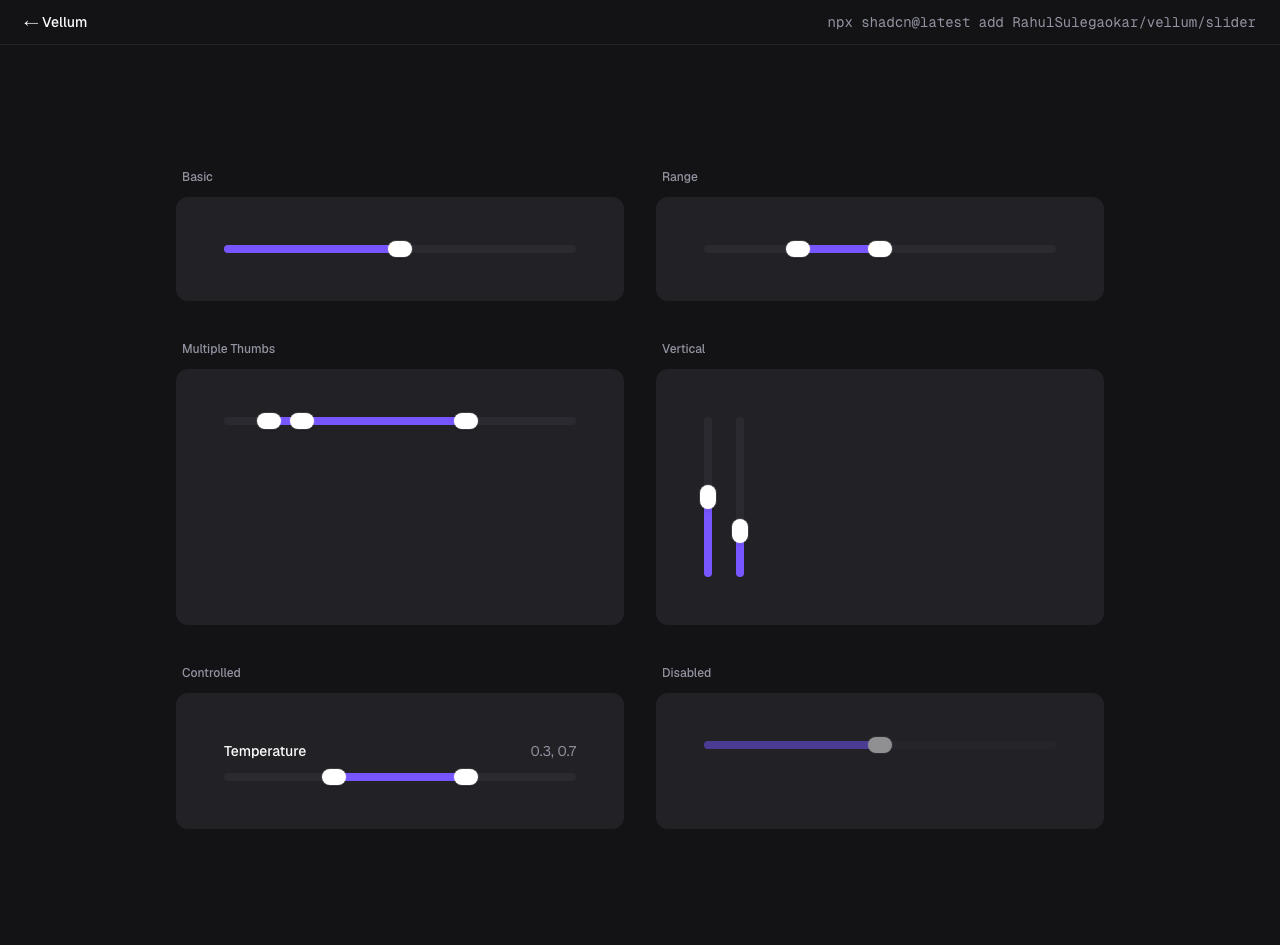 ← Vellum
npx shadcn@latest add RahulSulegaokar/vellum/slider
Basic
Range
Multiple Thumbs
Vertical
Controlled
Disabled
Temperature
0.3, 0.7